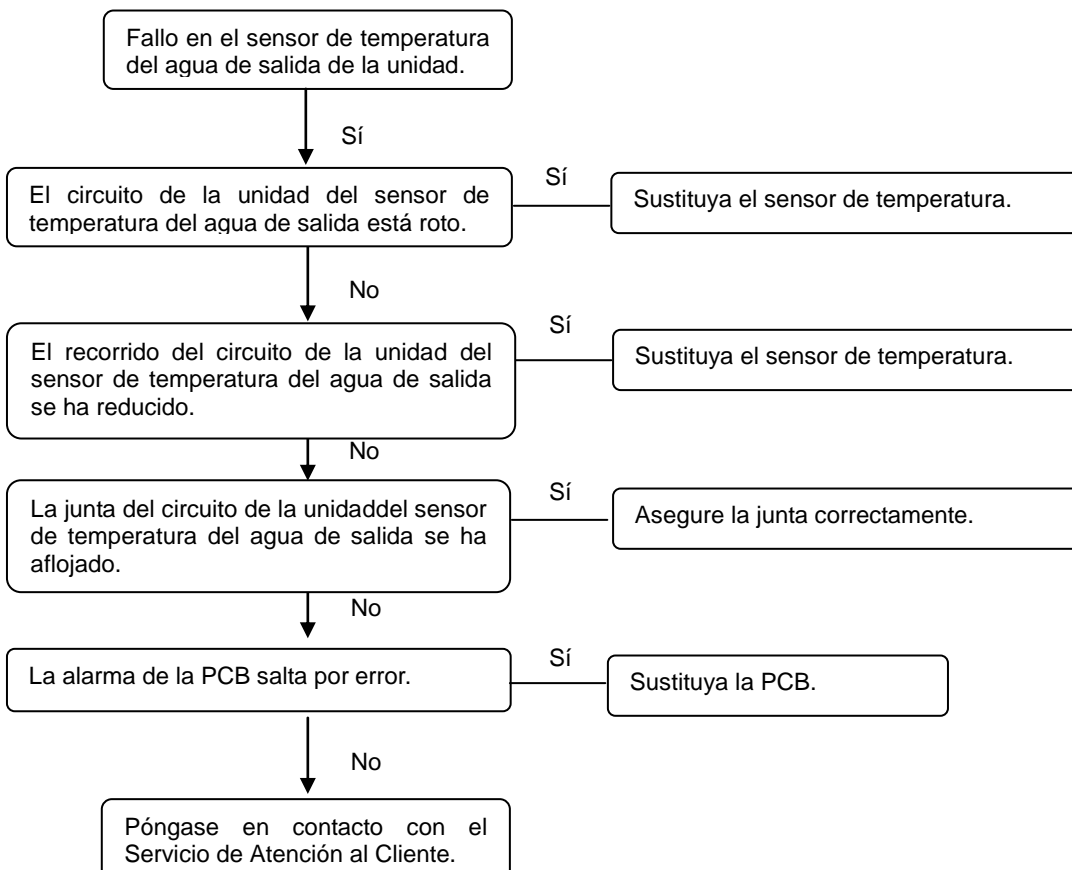 Fallo en el sensor de temperatura
del agua de salida de la unidad.
Sí
El circuito de la unidad del sensor de
temperatura del agua de salida está roto.
Sí
Sustituya el sensor de temperatura.
No
El recorrido del circuito de la unidad del
sensor de temperatura del agua de salida
se ha reducido.
Sí
Sustituya el sensor de temperatura.
No
La junta del circuito de la unidaddel sensor
de temperatura del agua de salida se ha
aflojado.
Sí
Asegure la junta correctamente.
No
La alarma de la PCB salta por error.
Sí
Sustituya la PCB.
No
Póngase en contacto con el
Servicio de Atención al Cliente.